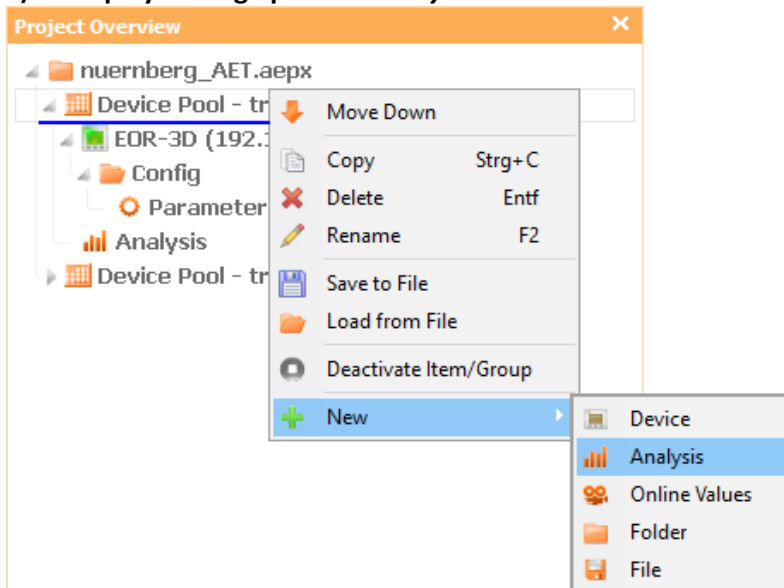 Project Overview
nuernberg_AET.aepx
Device Pool - tr
EOR-3D (192.
Config
Parameter
Analysis
Device Pool - tr
Move Down
Copy Strg+C
Delete Entf
Rename F2
Save to File
Load from File
Deactivate Item/Group
New
Device
Analysis
Online Values
Folder
File